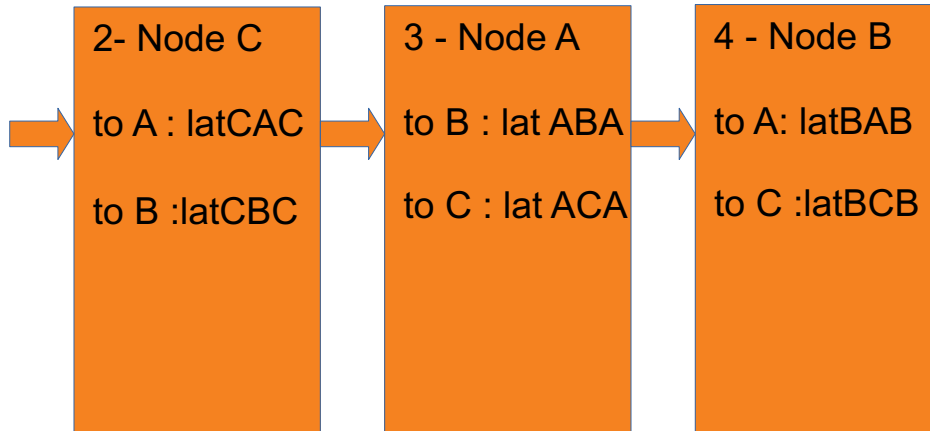 2- Node C
to A : latCAC
to B :latCBC
3 - Node A
to B : lat ABA
to C : lat ACA
4 - Node B
to A: latBAB
to C :latBCB